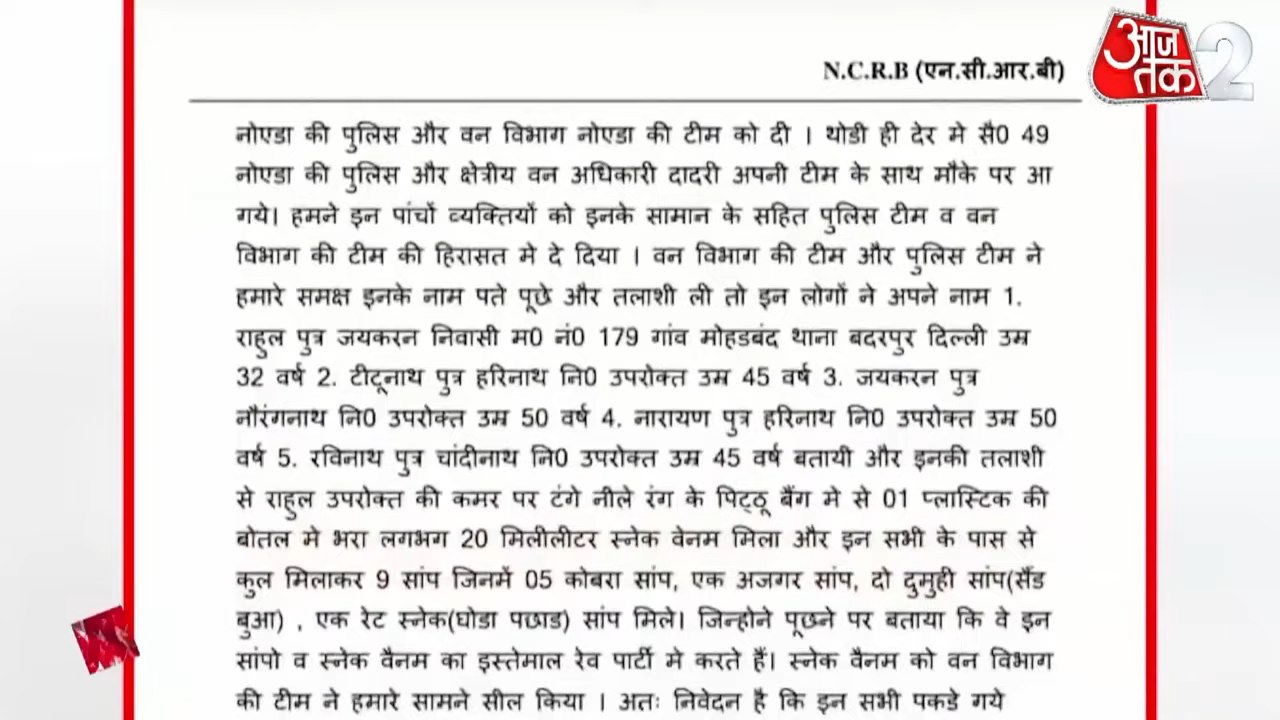 आज तक 2
N.C.R.B (एन.सी.आर.बी)
नोएडा की पुलिस और वन विभाग नोएडा की टीम को दी । थोडी ही देर मे सै0 49
नोएडा की पुलिस और क्षेत्रीय वन अधिकारी दादरी अपनी टीम के साथ मौके पर आ
गये। हमने इन पांचों व्यक्तियों को इनके सामान के सहित पुलिस टीम व वन
विभाग की टीम की हिरासत मे दे दिया । वन विभाग की टीम और पुलिस टीम ने
हमारे समक्ष इनके नाम पते पूछे और तलाशी ली तो इन लोगों ने अपने नाम 1.
राहुल पुत्र जयकरन निवासी म0 नं0 179 गांव मोहडबंद थाना बदरपुर दिल्ली उम्र
32 वर्ष 2. टीटूनाथ पुत्र हरिनाथ नि0 उपरोक्त उम्र 45 वर्ष 3. जयकरन पुत्र
नौरंगनाथ नि0 उपरोक्त उम्र 50 वर्ष 4. नारायण पुत्र हरिनाथ नि0 उपरोक्त उम्र 50
वर्ष 5. रविनाथ पुत्र चांदीनाथ नि0 उपरोक्त उम्र 45 वर्ष बतायी और इनकी तलाशी
से राहुल उपरोक्त की कमर पर टंगे नीले रंग के पिट्ठू बैंग मे से 01 प्लास्टिक की
बोतल मे भरा लगभग 20 मिलीलीटर स्नेक वेनम मिला और इन सभी के पास से
कुल मिलाकर 9 सांप जिनमें 05 कोबरा सांप, एक अजगर सांप, दो दुमुही सांप(सैंड
बुआ) , एक रेट स्नेक(घोडा पछाड) सांप मिले। जिन्होने पूछने पर बताया कि वे इन
सांपो व स्नेक वैनम का इस्तेमाल रेव पार्टी मे करते हैं। स्नेक वैनम को वन विभाग
की टीम ने हमारे सामने सील किया । अतः निवेदन है कि इन सभी पकडे गये